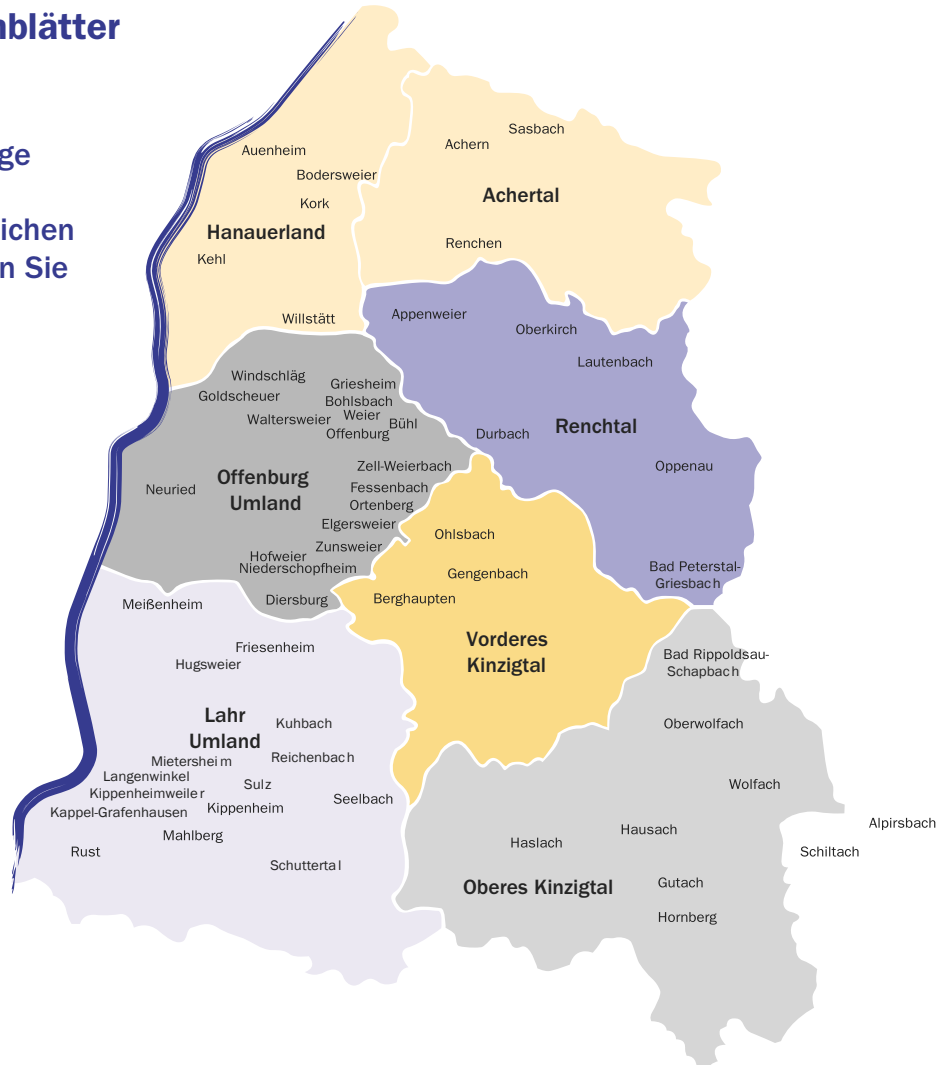 nblätter
ge
ichen
n Sie
Auenheim
Bodersweier
Kork
Hanauerland
Kehl
Willstätt
Sasbach
Achern
Achertal
Renchen
Appenweier
Oberkirch
Lautenbach
Renchtal
Durbach
Oppenau
Bad Peterstal-
Griesbach
Windschläg
Griesheim
Goldscheuer
Bohlsbach
Weier
Waltersweier
Bühl
Offenburg
Zell-Weierbach
Offenburg
Umland
Neuried
Fessenbach
Ortenberg
Elgersweier
Zunsweier
Hofweier
Niederschopfheim
Diersburg
Ohlsbach
Gengenbach
Berghaupten
Vorderes
Kinzigtal
Meißenheim
Friesenheim
Hugsweier
Lahr
Umland
Kuhbach
Mietersheim
Reichenbach
Langenwinkel
Sulz
Kippenheimweiler
Seelbach
Kappel-Grafenhausen
Kippenheim
Mahlberg
Rust
Schuttertal
Bad Rippoldsau-
Schapbach
Oberwolfach
Wolfach
Alpirsbach
Hausach
Haslach
Schiltach
Oberes Kinzigtal
Gutach
Hornberg